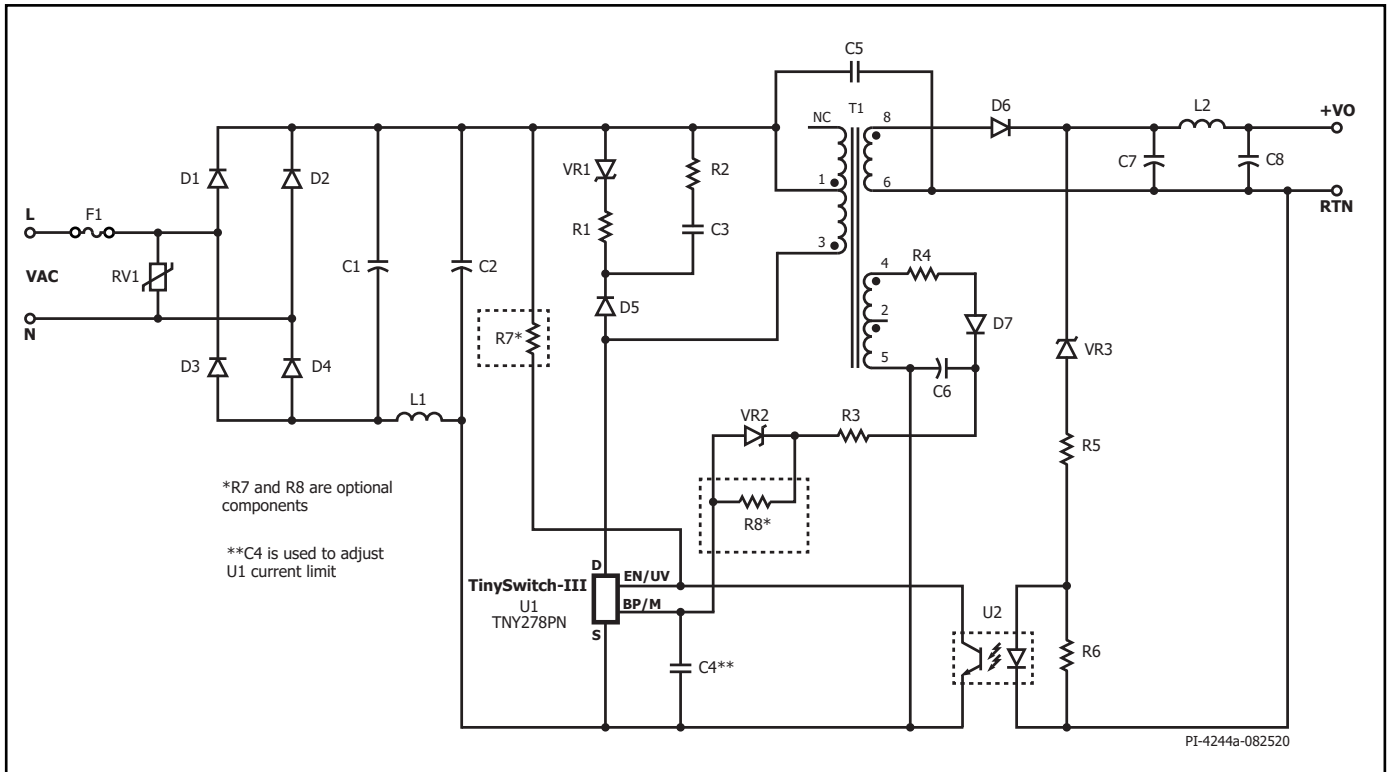 C5
T1
NC
8
D6
L2
+VO
D1
D2
VR1
R2
C7
C8
1
6
RTN
L
F1
R1
C3
3
VAC
RV1
C1
C2
4
R4
N
D5
2
D7
R7*
5
VR3
D3
D4
C6
L1
VR2
R3
R5
*R7 and R8 are optional
components
R8*
**C4 is used to adjust
U1 current limit
D
TinySwitch-III
EN/UV
U1
BP/M
TNY278PN
S
U2
C4**
R6
PI-4244a-082520